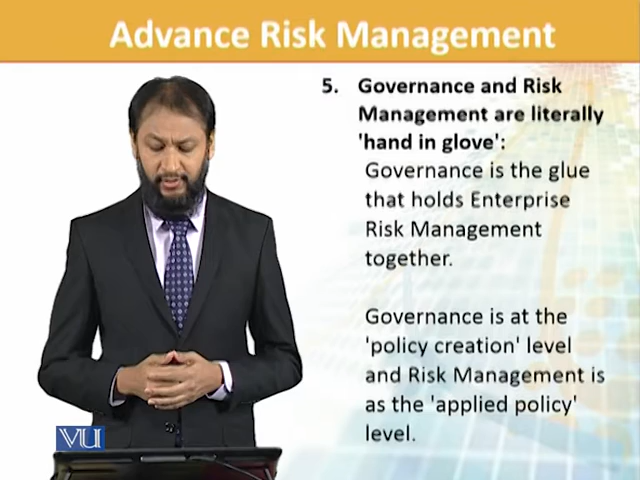 Advance Risk Management
5. Governance and Risk
Management are literally
'hand in glove':
Governance is the glue
that holds Enterprise
Risk Management
together.
Governance is at the
'policy creation' level
and Risk Management is
as the 'applied policy'
level.
VU